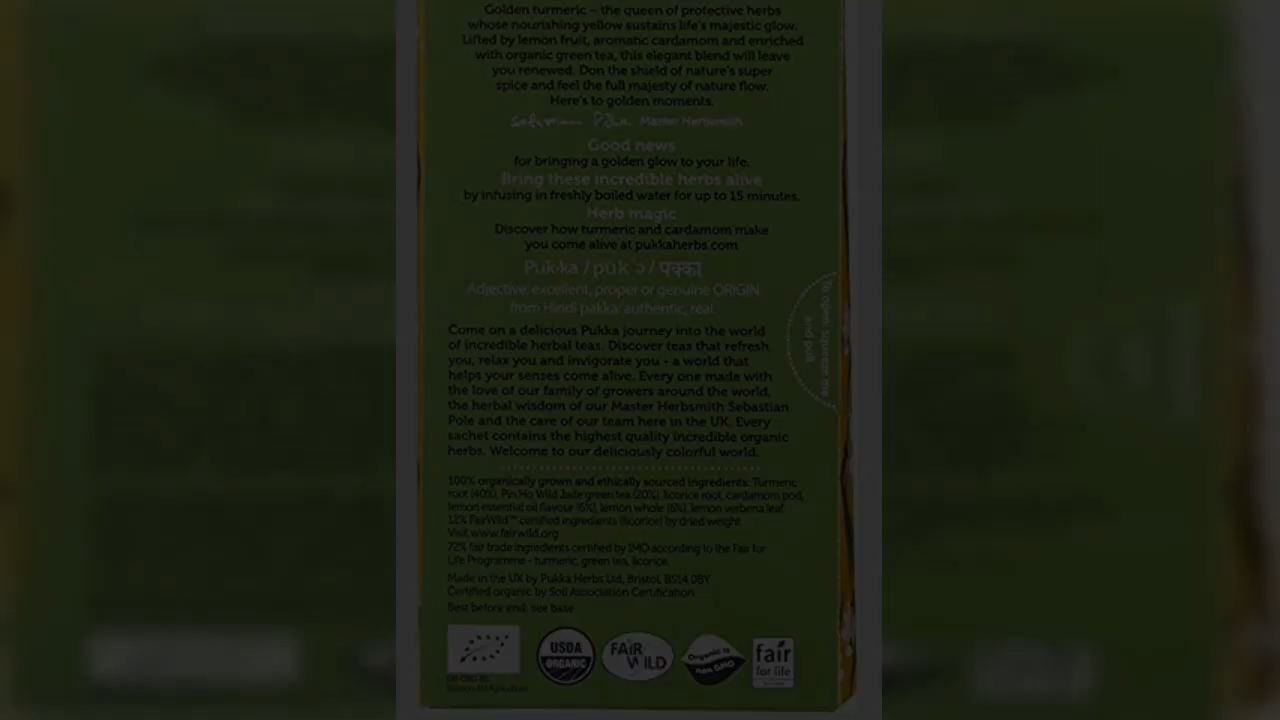 Golden turmeric – the queen of protective herbs
whose nourishing yellow sustains life's majestic glow.
Lifted by lemon fruit, aromatic cardamom and enriched
with organic green tea, this elegant blend will leave
you renewed. Don the shield of nature's super
spice and feel the full majesty of nature flow.
Here's to golden moments.
Master Herbsmith
Good news
for bringing a golden glow to your life.
Bring these incredible herbs alive
by infusing in freshly boiled water for up to 15 minutes.
Herb magic
Discover how turmeric and cardamom make
you come alive at pukkaherbs.com
Puk·ka / / पक्का
Adjective: excellent, proper or genuine ORIGIN
from Hindi pakka: authentic, real.
To open, squeeze me
and pull
Come on a delicious Pukka journey into the world
of incredible herbal teas. Discover teas that refresh
you, relax you and invigorate you - a world that
helps your senses come alive. Every one made with
the love of our family of growers around the world,
the herbal wisdom of our Master Herbsmith Sebastian
Pole and the care of our team here in the UK. Every
sachet contains the highest quality incredible organic
herbs. Welcome to our deliciously colorful world.
100% organically grown and ethically sourced ingredients: Turmeric
root (40%), Pin Ho Wild Jade green tea (20%), licorice root, cardamom pod,
lemon essential oil flavour (6%), lemon whole (6%), lemon verbena leaf.
12% FairWild™ certified ingredients (licorice) by dried weight.
Visit www.fairwild.org
72% fair trade ingredients certified by IMO according to the Fair for
Life Programme - turmeric, green tea, licorice.
Made in the UK by Pukka Herbs Ltd, Bristol, BS14 0BY
Certified organic by Soil Association Certification
Best before end: see base
USDA
ORGANIC
FAIR
WILD
Organic is
non GMO
fair
for life